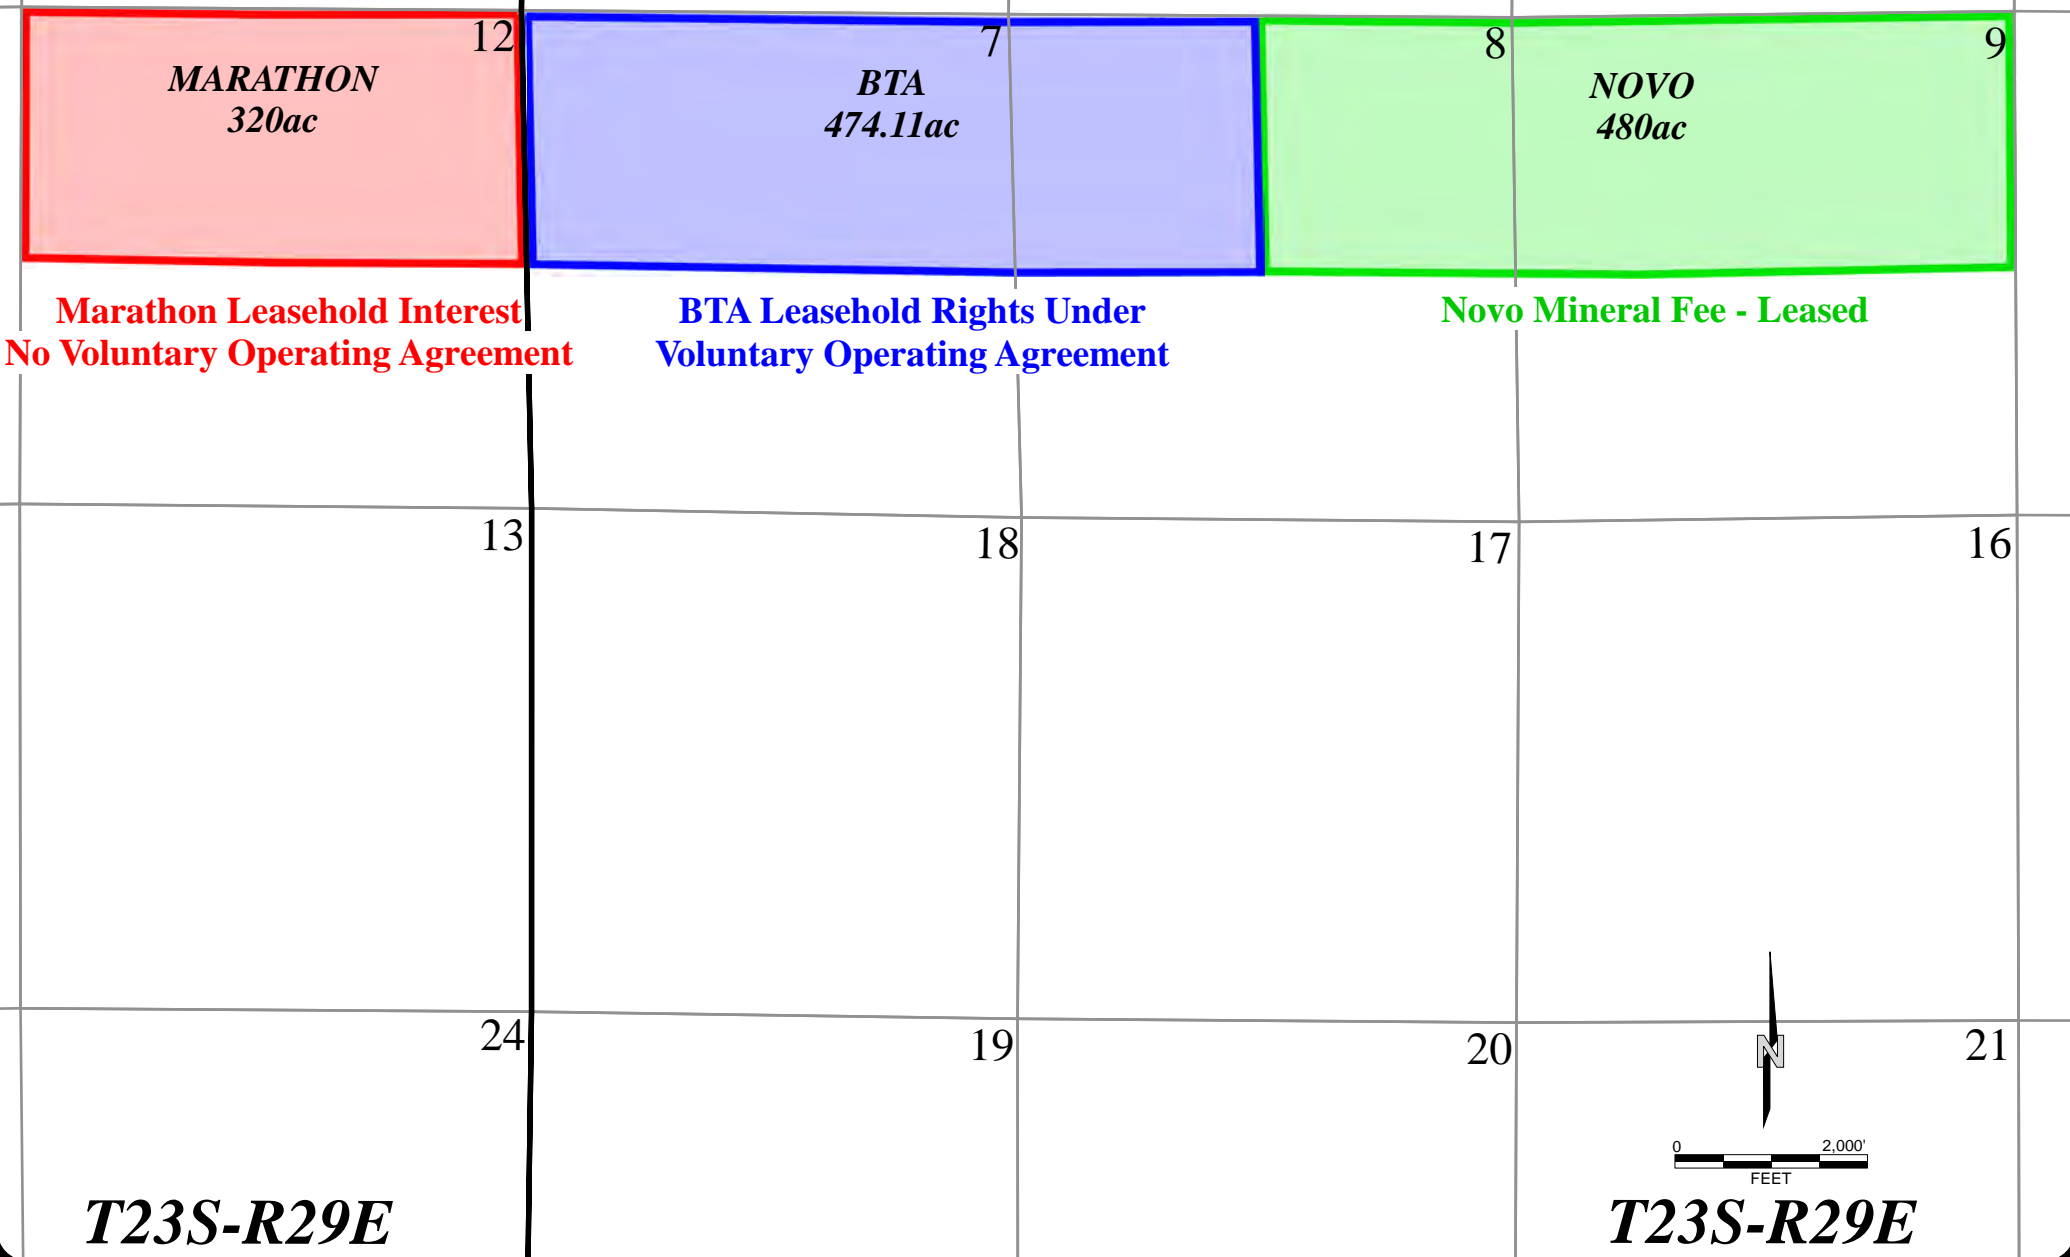 12
7
8
9
MARATHON
320ac
BTA
474.11ac
NOVO
480ac
Marathon Leasehold Interest
No Voluntary Operating Agreement
BTA Leasehold Rights Under
Voluntary Operating Agreement
Novo Mineral Fee - Leased
13
18
17
16
24
19
20
21
N
0 2,000'
FEET
T23S-R29E
T23S-R29E